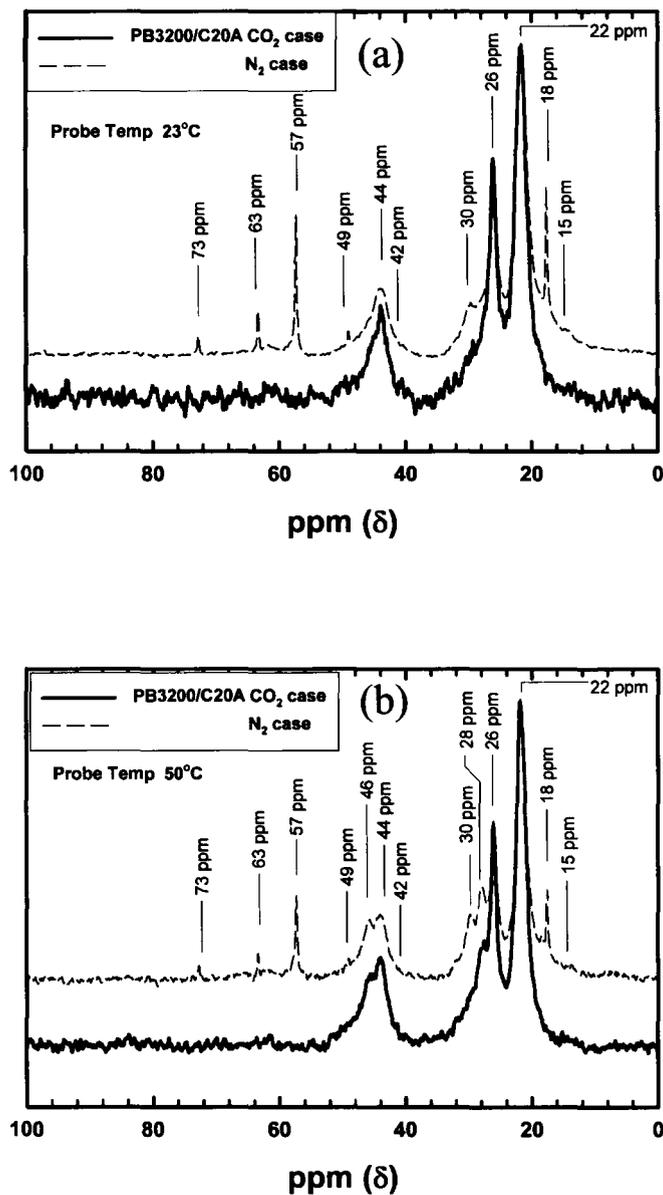 PB3200/C20A CO₂ case
N₂ case
(a)
Probe Temp 23°C
73 ppm
63 ppm
57 ppm
49 ppm
44 ppm
42 ppm
30 ppm
26 ppm
22 ppm
18 ppm
15 ppm
100 80 60 40 20 0
ppm (δ)
PB3200/C20A CO₂ case
N₂ case
(b)
Probe Temp 50°C
73 ppm
63 ppm
57 ppm
49 ppm
46 ppm
44 ppm
42 ppm
30 ppm
28 ppm
26 ppm
22 ppm
18 ppm
15 ppm
100 80 60 40 20 0
ppm (δ)